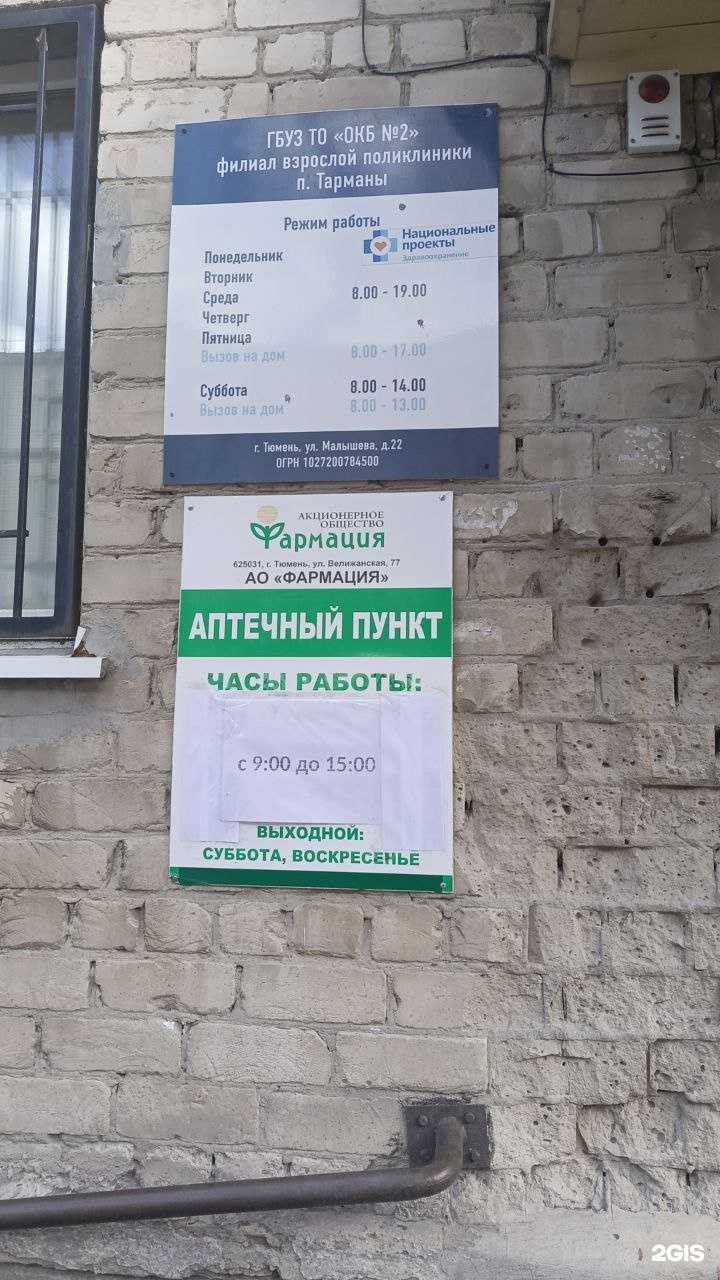 ГБУЗ ТО «ОКБ №2»
филиал взрослой поликлиники
п. Тарманы
Режим работы
Национальные
проекты
Здравоохранение
Понедельник
Вторник
Среда 8.00 - 19.00
Четверг
Пятница
Вызов на дом 8.00 - 17.00
Суббота 8.00 - 14.00
Вызов на дом 8.00 - 13.00
г. Тюмень, ул. Малышева, д.22
ОГРН 1027200784500
АКЦИОНЕРНОЕ
ОБЩЕСТВО
Фармация
625031, г. Тюмень, ул. Велижанская, 77
АО «ФАРМАЦИЯ»
АПТЕЧНЫЙ ПУНКТ
ЧАСЫ РАБОТЫ:
с 9:00 до 15:00
ВЫХОДНОЙ:
СУББОТА, ВОСКРЕСЕНЬЕ
2GIS